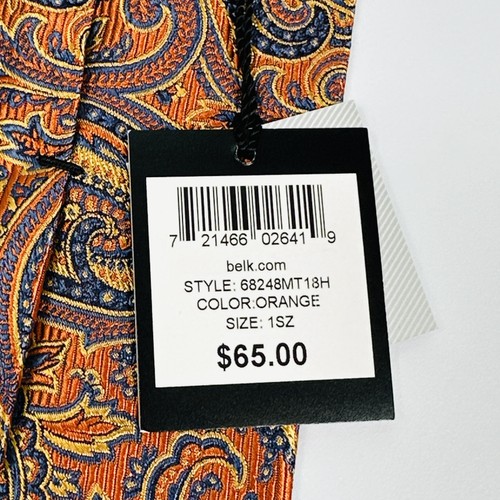 7 21466 02641 9
belk.com
STYLE: 68248MT18H
COLOR:ORANGE
SIZE: 1SZ
$65.00